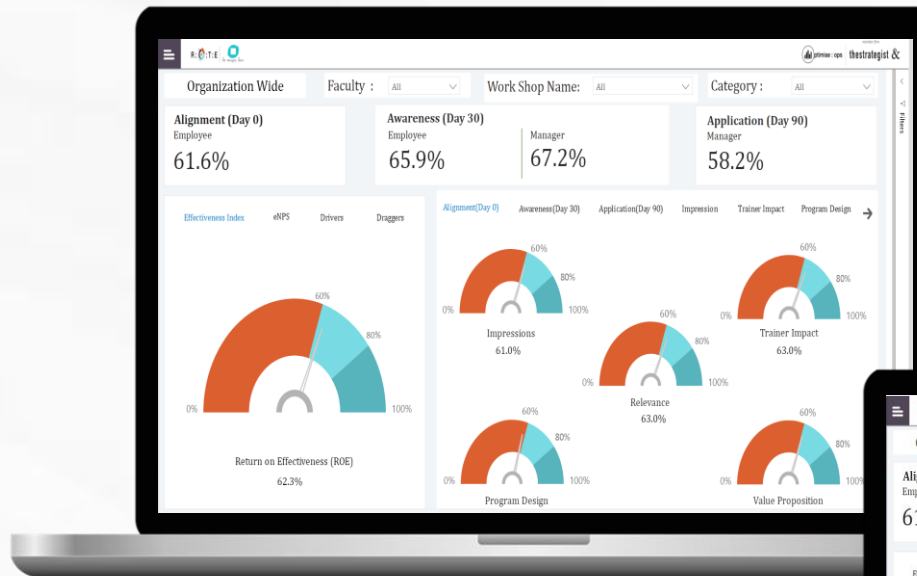 R:O:T:E
optimise : ops thestrategist &
Organization Wide Faculty : All Work Shop Name: All Category : All
Filters
Alignment (Day 0)
Employee
61.6%
Awareness (Day 30)
Employee Manager
65.9% 67.2%
Application (Day 90)
Manager
58.2%
Effectiveness Index eNPS Drivers Draggers
60%
80%
0% 100%
Return on Effectiveness (ROE)
62.3%
Alignment(Day 0) Awareness(Day 30) Application(Day 90) Impression Trainer Impact Program Design
60%
80%
0% 100%
Impressions
61.0%
60%
80%
0% 100%
Trainer Impact
63.0%
60%
80%
0% 100%
Relevance
63.0%
60%
80%
0% 100%
Program Design
60%
80%
0% 100
Value Proposition
Ali
Emp
61